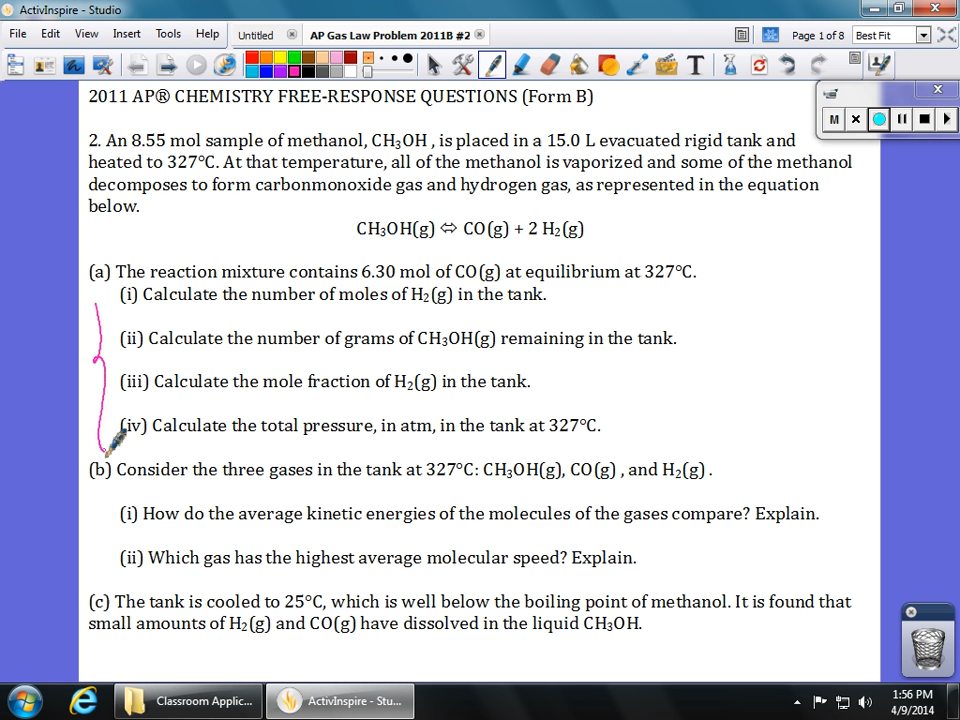 ActivInspire - Studio
File Edit View Insert Tools Help Untitled AP Gas Law Problem 2011B #2 Page 1 of 8 Best Fit
M
T
2011 AP® CHEMISTRY FREE-RESPONSE QUESTIONS (Form B)
2. An 8.55 mol sample of methanol, CH₃OH , is placed in a 15.0 L evacuated rigid tank and
heated to 327°C. At that temperature, all of the methanol is vaporized and some of the methanol
decomposes to form carbonmonoxide gas and hydrogen gas, as represented in the equation
below.
CH₃OH(g) ⇔ CO(g) + 2 H₂(g)
(a) The reaction mixture contains 6.30 mol of CO(g) at equilibrium at 327°C.
(i) Calculate the number of moles of H₂(g) in the tank.
(ii) Calculate the number of grams of CH₃OH(g) remaining in the tank.
(iii) Calculate the mole fraction of H₂(g) in the tank.
(iv) Calculate the total pressure, in atm, in the tank at 327°C.
(b) Consider the three gases in the tank at 327°C: CH₃OH(g), CO(g) , and H₂(g) .
(i) How do the average kinetic energies of the molecules of the gases compare? Explain.
(ii) Which gas has the highest average molecular speed? Explain.
(c) The tank is cooled to 25°C, which is well below the boiling point of methanol. It is found that
small amounts of H₂(g) and CO(g) have dissolved in the liquid CH₃OH.
Classroom Applic... ActivInspire - Stu... 1:56 PM
4/9/2014